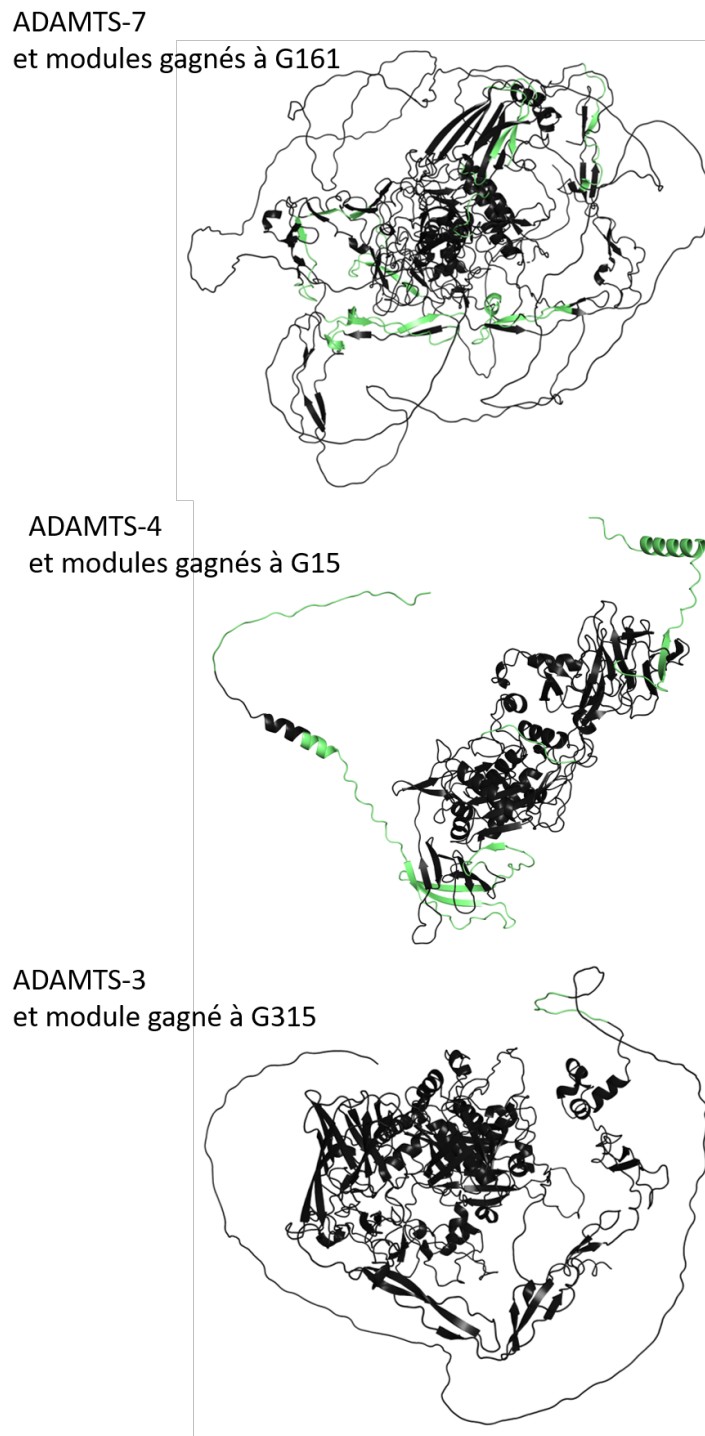 ADAMTS-7
et modules gagnés à G161
ADAMTS-4
et modules gagnés à G15
ADAMTS-3
et module gagné à G315